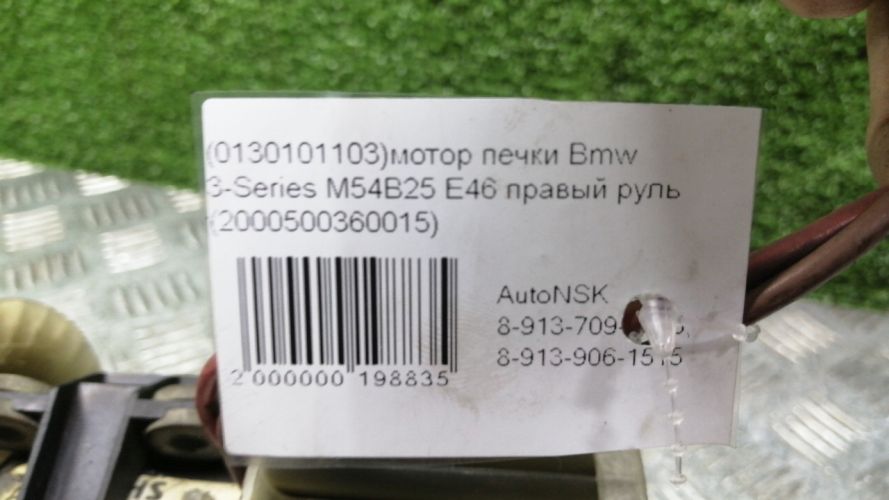 (0130101103)мотор печки Bmw
3-Series M54B25 E46 правый руль
(2000500360015)
AutoNSK
8-913-709-
8-913-906-1515
2 000000 198835